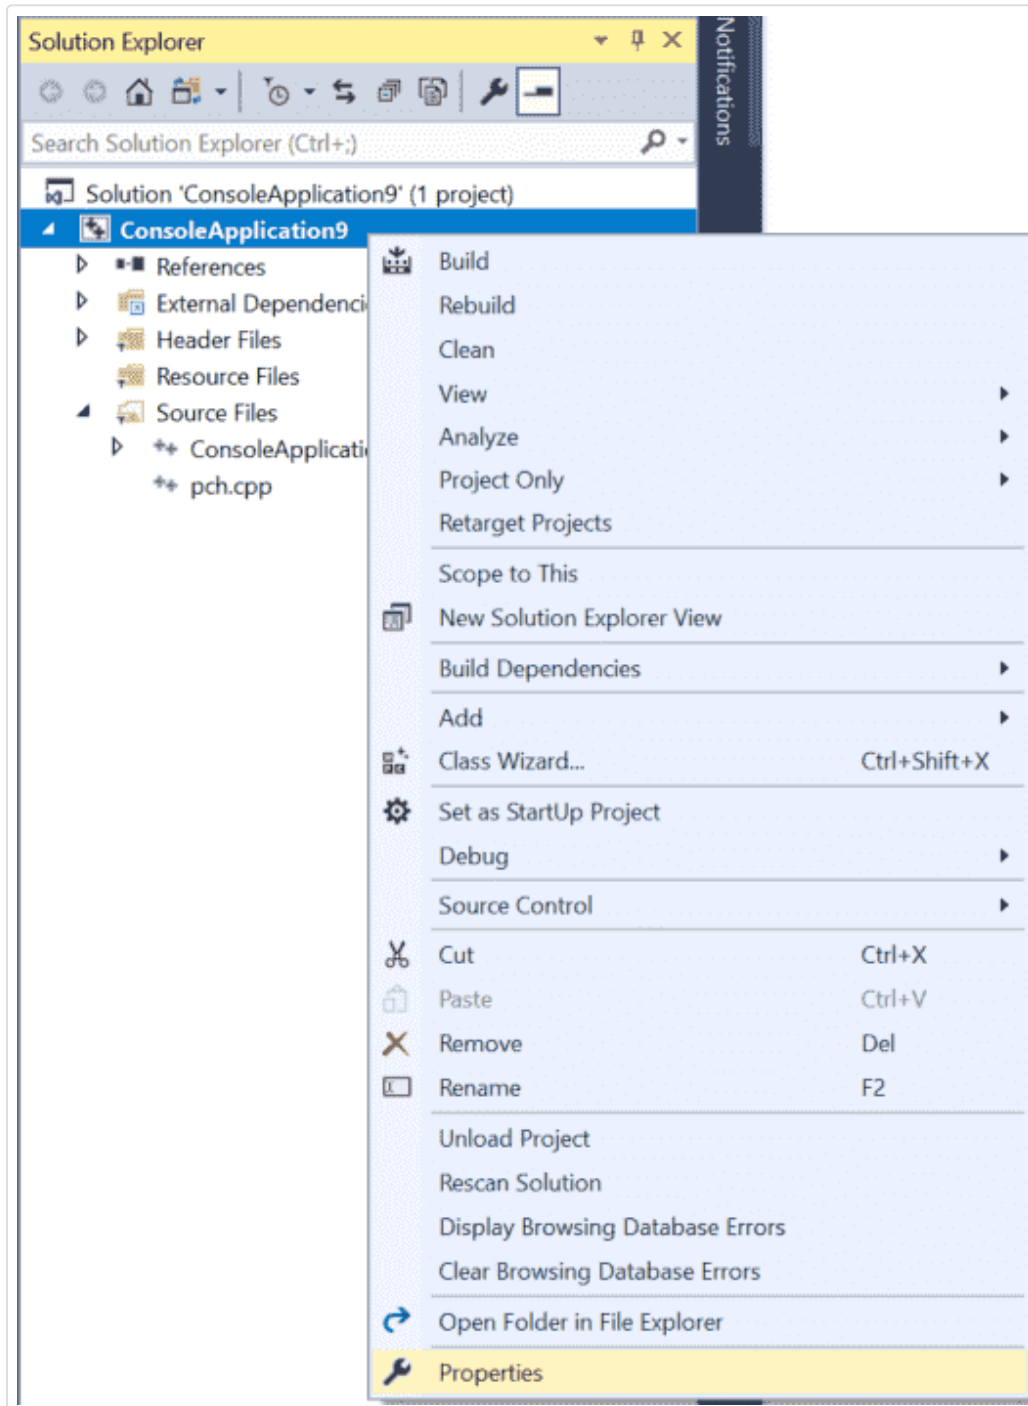 Solution Explorer
Notifications
Search Solution Explorer (Ctrl+;)
Solution 'ConsoleApplication9' (1 project)
ConsoleApplication9
References
External Dependenci
Header Files
Resource Files
Source Files
ConsoleApplicati
pch.cpp
Build
Rebuild
Clean
View
Analyze
Project Only
Retarget Projects
Scope to This
New Solution Explorer View
Build Dependencies
Add
Class Wizard... Ctrl+Shift+X
Set as StartUp Project
Debug
Source Control
Cut Ctrl+X
Paste Ctrl+V
Remove Del
Rename F2
Unload Project
Rescan Solution
Display Browsing Database Errors
Clear Browsing Database Errors
Open Folder in File Explorer
Properties